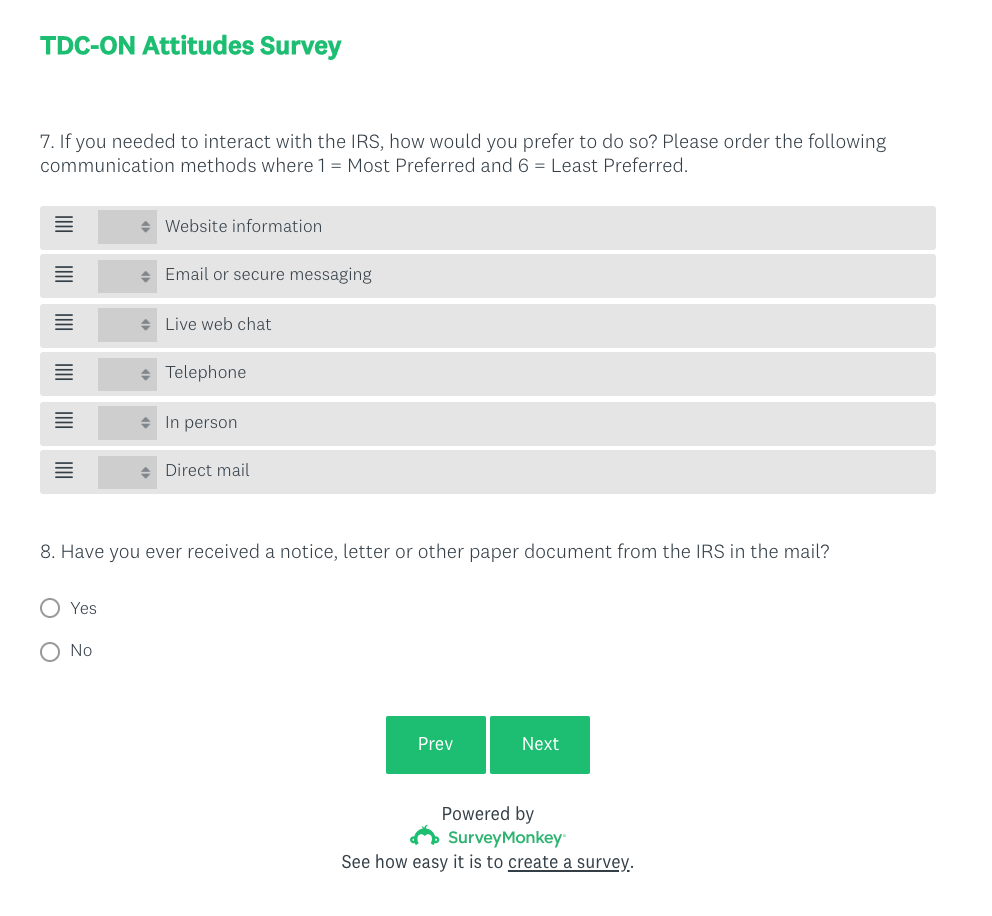 TDC-ON Attitudes Survey
7. If you needed to interact with the IRS, how would you prefer to do so? Please order the following
communication methods where 1 = Most Preferred and 6 = Least Preferred.
Website information
Email or secure messaging
Live web chat
Telephone
In person
Direct mail
8. Have you ever received a notice, letter or other paper document from the IRS in the mail?
Yes
No
Prev Next
Powered by
SurveyMonkey
See how easy it is to create a survey.